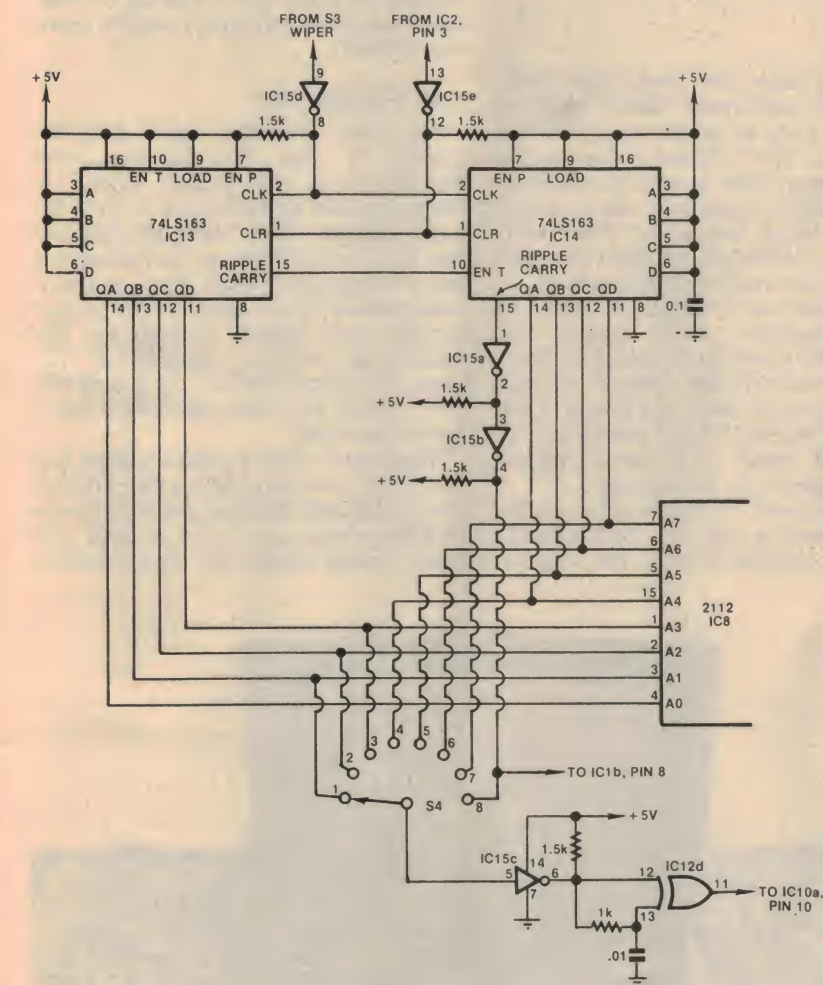 FROM S3
WIPER
FROM IC2,
PIN 3
+5V
9
IC15d
8
1.5k
13
IC15e
12
1.5k
+5V
16
10
9
7
EN T
LOAD
EN P
3
A
4
B
5
C
6
D
74LS163
IC13
CLK
2
CLR
1
RIPPLE
CARRY
15
QA
QB
QC
QD
14
13
12
11
8
7
9
16
EN P
LOAD
2
CLK
1
CLR
10
EN T
74LS163
IC14
RIPPLE
CARRY
A
3
B
4
C
5
D
6
QA
QB
QC
QD
15
14
13
12
11
8
0.1
1
IC15a
2
+5V
1.5k
3
IC15b
4
+5V
1.5k
7
A7
6
A6
5
A5
15
A4
1
A3
2
A2
3
A1
4
A0
2112
IC8
1
2
3
4
5
6
7
8
S4
TO IC1b, PIN 8
+5V
1.5k
IC15c
5
14
6
7
12
IC12d
13
11
TO IC10a,
PIN 10
1k
.01